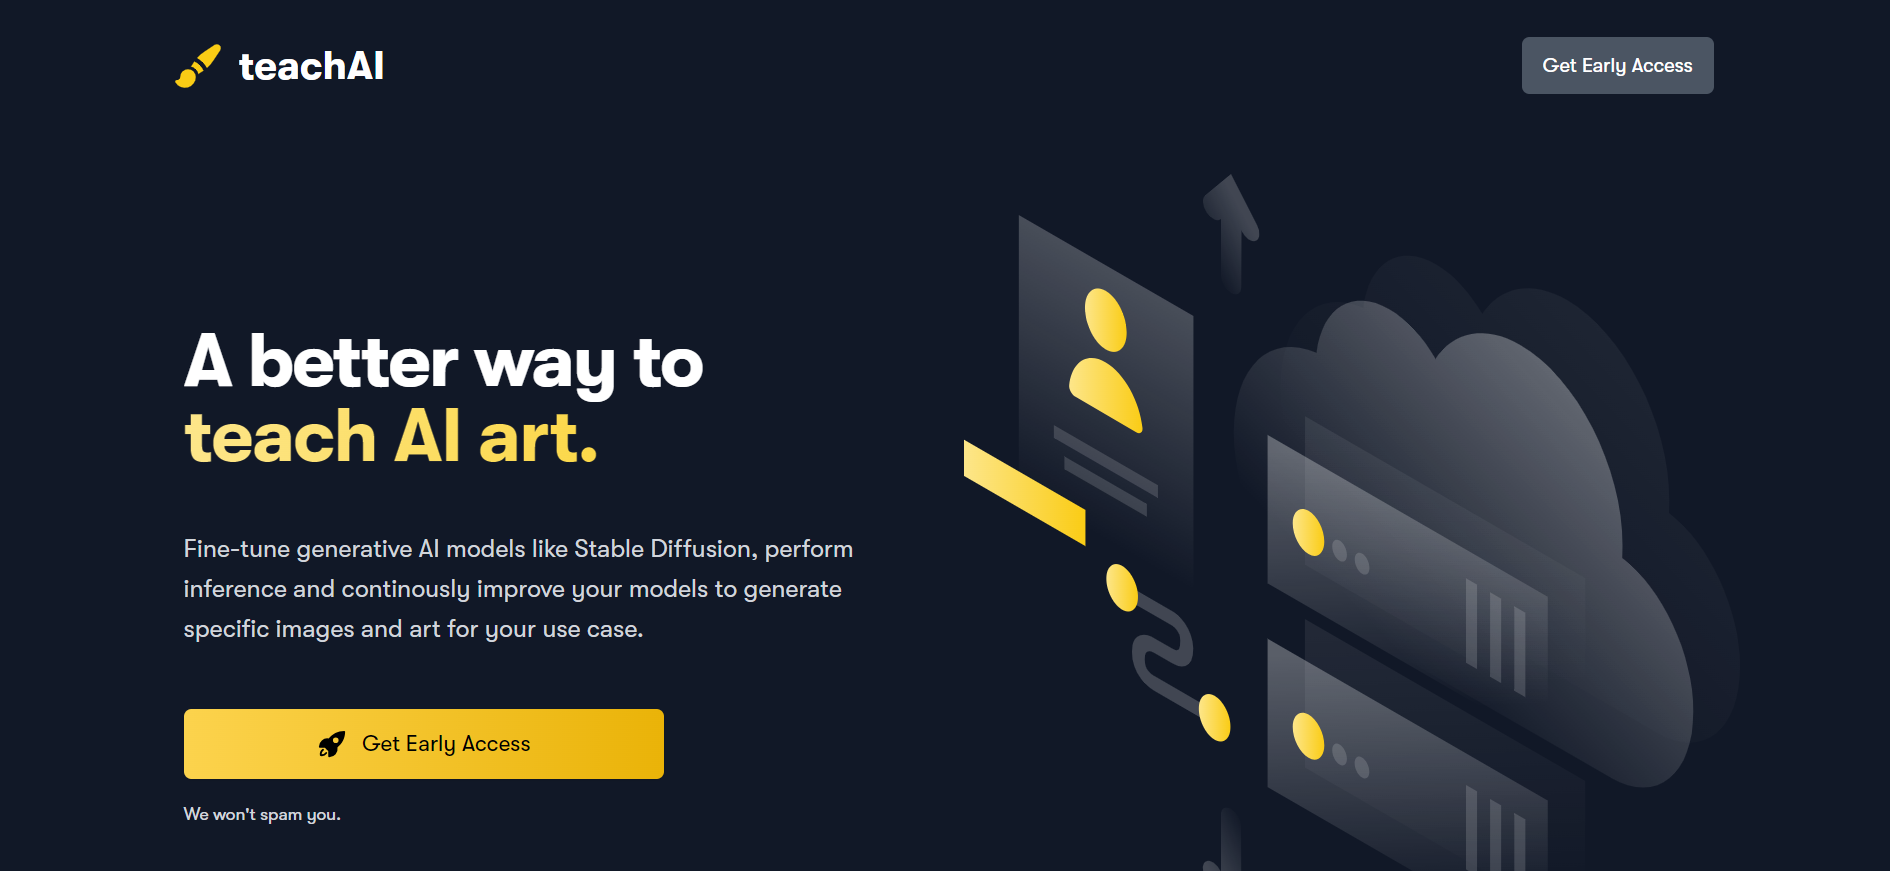 teachAI
Get Early Access
A better way to
teach AI art.
Fine-tune generative AI models like Stable Diffusion, perform
inference and continously improve your models to generate
specific images and art for your use case.
Get Early Access
We won't spam you.